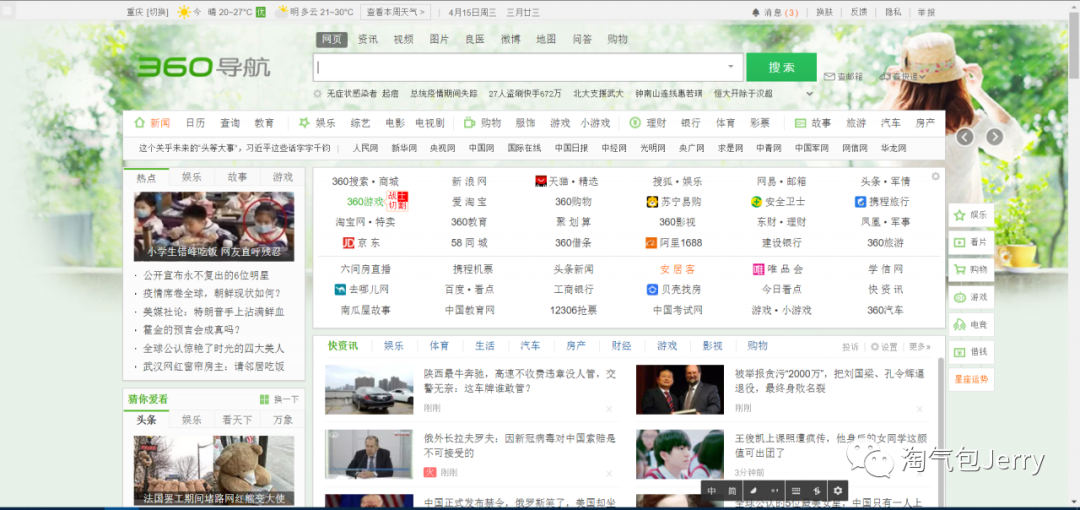 重庆 [切换] 今 晴 20~27°C 优 明 多云 21~30°C 查看本周天气> 4月15日周三 三月廿三 消息 (3) 换肤 反馈 隐私 举报
网页 资讯 视频 图片 良医 微博 地图 问答 购物
360导航
搜索
查邮箱
无症状感染者 起底 总统疫情期间失踪 27人盗刷快手672万 北大支援武大 钟南山连线惠若琪 恒大开除于汉超
新闻 日历 查询 教育 娱乐 综艺 电影 电视剧 购物 服饰 游戏 小游戏 理财 银行 体育 彩票 故事 旅游 汽车 房产
这个关乎未来的“头等大事”，习近平这些话字字千钧 人民网 新华网 央视网 中国网 国际在线 中国日报 中经网 光明网 央广网 求是网 中青网 中国军网 网信网 华龙网
热点 娱乐 故事 游戏
小学生错峰吃饭 网友直呼残忍
公开宣布永不复出的6位明星
疫情席卷全球，朝鲜现状如何？
美媒社论：特朗普手上沾满鲜血
霍金的预言会成真吗？
全球公认惊艳了时光的四大美人
武汉网红窗帘房主：请邻居吃饭
360搜索 • 商城 新浪网 天猫 • 精选 搜狐 • 娱乐 网易 • 邮箱 头条 • 军情
360游戏 战士切割 爱淘宝 360购物 苏宁易购 安全卫士 携程旅行
淘宝网 • 特卖 360教育 聚划算 360影视 东财 • 理财 凤凰 • 军事
JD 京东 58同城 360借条 阿里1688 建设银行 360旅游
六间房直播 携程机票 头条新闻 安居客 唯 唯品会 学信网
去哪儿网 百度 • 看点 工商银行 贝壳找房 今日看点 快资讯
南瓜屋故事 中国教育网 12306抢票 中国考试网 游戏 • 小游戏 360汽车
娱乐
看片
购物
游戏
电竞
借钱
星座运势
猜你爱看 换一下
头条 娱乐 看天下 万象
法国罢工期间堵路网红熊变大使
快资讯 娱乐 体育 生活 汽车 房产 财经 游戏 影视 购物 投诉 设置 更多»
陕西最牛奔驰，高速不收费违章没人管，交
警无奈：这车牌谁敢管？
刚刚
被举报贪污“2000万”，把刘国梁、孔令辉逼
退役，最终身败名裂
刚刚
俄外长拉夫罗夫：因新冠病毒对中国索赔是
不可接受的
火 刚刚
王俊凯上课照遭疯传，他身后的女同学这颜
值可出团了
3分钟前
中国正式发布禁令，俄罗斯笑了，美国却坐
全球公认的5位最美女星，中国只有一人上
中 简
淘气包Jerry